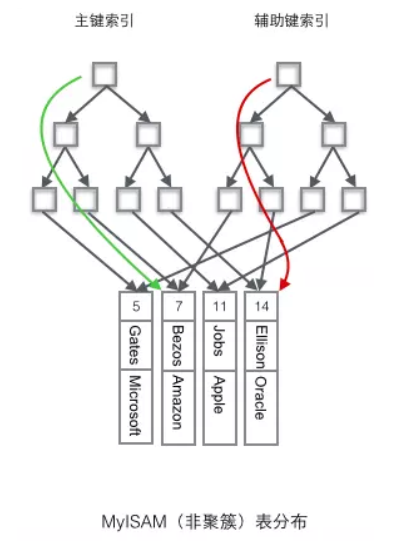 主键索引
辅助键索引
5
7
11
14
Gates
Bezos
Jobs
Ellison
Microsoft
Amazon
Apple
Oracle
MyISAM（非聚簇）表分布